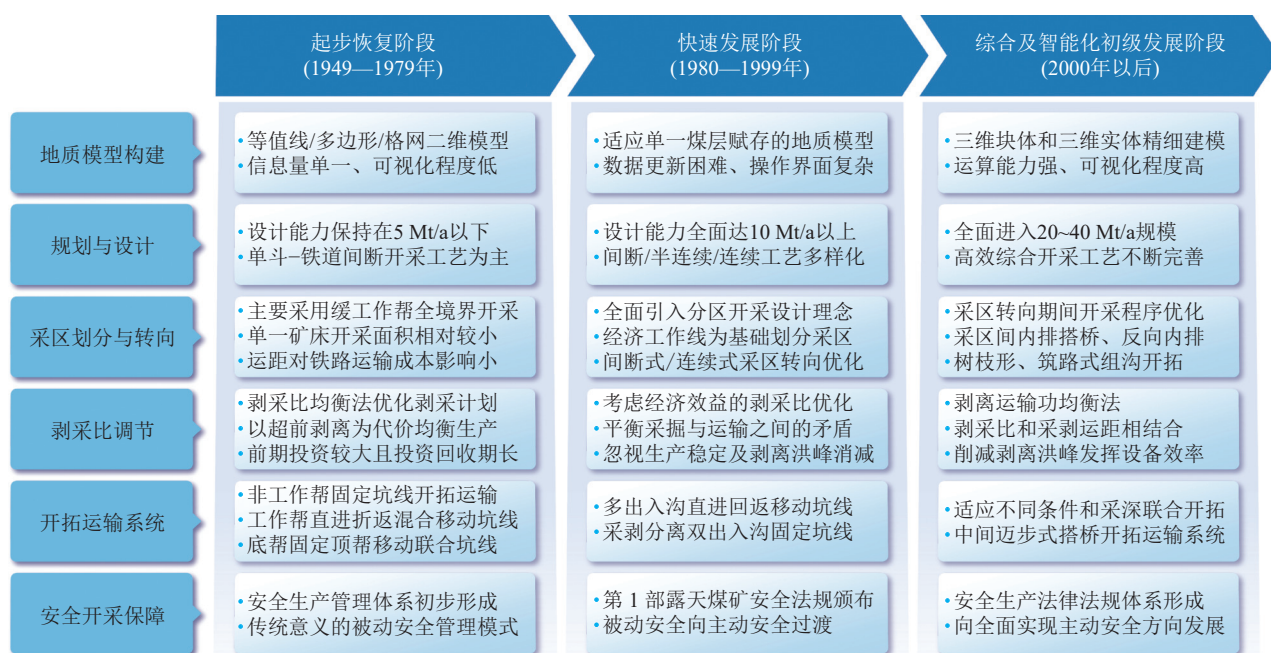 起步恢复阶段
(1949—1979年)
快速发展阶段
(1980—1999年)
综合及智能化初级发展阶段
(2000年以后)
地质模型构建
•等值线/多边形/格网二维模型
•信息量单一、可视化程度低
•适应单一煤层赋存的地质模型
•数据更新困难、操作界面复杂
•三维块体和三维实体精细建模
•运算能力强、可视化程度高
规划与设计
•设计能力保持在5 Mt/a以下
•单斗−铁道间断开采工艺为主
•设计能力全面达10 Mt/a以上
•间断/半连续/连续工艺多样化
•全面进入20~40 Mt/a规模
•高效综合开采工艺不断完善
采区划分与转向
•主要采用缓工作帮全境界开采
•单一矿床开采面积相对较小
•运距对铁路运输成本影响小
•全面引入分区开采设计理念
•经济工作线为基础划分采区
•间断式/连续式采区转向优化
•采区转向期间开采程序优化
•采区间内排搭桥、反向内排
•树枝形、筑路式组沟开拓
剥采比调节
•剥采比均衡法优化剥采计划
•以超前剥离为代价均衡生产
•前期投资较大且投资回收期长
•考虑经济效益的剥采比优化
•平衡采掘与运输之间的矛盾
•忽视生产稳定及剥离洪峰消减
•剥离运输功均衡法
•剥采比和采剥运距相结合
•削减剥离洪峰发挥设备效率
开拓运输系统
•非工作帮固定坑线开拓运输
•工作帮直进折返混合移动坑线
•底帮固定顶帮移动联合坑线
•多出入沟直进回返移动坑线
•采剥分离双出入沟固定坑线
•适应不同条件和采深联合开拓
•中间迈步式搭桥开拓运输系统
安全开采保障
•安全生产管理体系初步形成
•传统意义的被动安全管理模式
•第 1 部露天煤矿安全法规颁布
•被动安全向主动安全过渡
•安全生产法律法规体系形成
•向全面实现主动安全方向发展